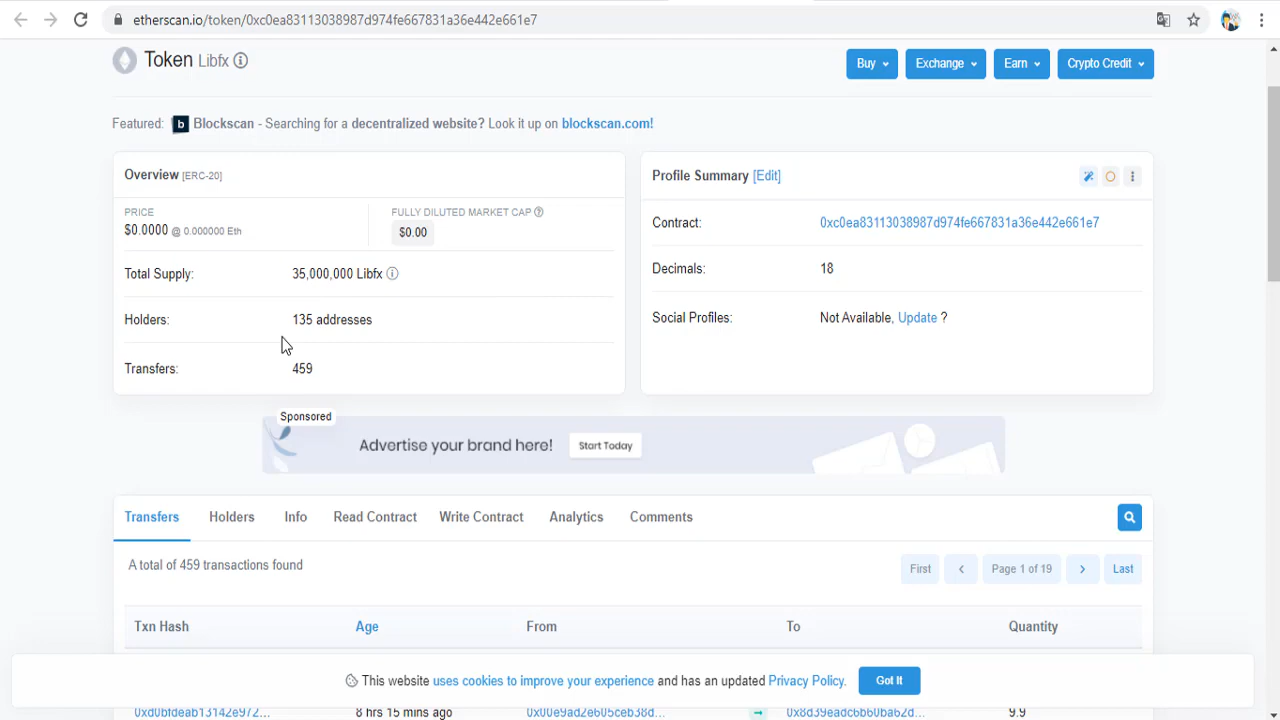 etherscan.io/token/0xc0ea83113038987d974fe667831a36e442e661e7
Token Libfx
Buy
Exchange
Earn
Crypto Credit
Featured: Blockscan - Searching for a decentralized website? Look it up on blockscan.com!
Overview [ERC-20]
PRICE
$0.0000 @ 0.000000 Eth
FULLY DILUTED MARKET CAP
$0.00
Total Supply: 35,000,000 Libfx
Holders: 135 addresses
Transfers: 459
Profile Summary [Edit]
Contract: 0xc0ea83113038987d974fe667831a36e442e661e7
Decimals: 18
Social Profiles: Not Available, Update ?
Sponsored
Advertise your brand here! Start Today
Transfers Holders Info Read Contract Write Contract Analytics Comments
A total of 459 transactions found
First
Page 1 of 19
Last
Txn Hash Age From To Quantity
This website uses cookies to improve your experience and has an updated Privacy Policy. Got It
0xd0bfdeab13142e972... 8 hrs 15 mins ago 0x00e9ad2e605ceb38d... 0x8d39eadc6b60ba62d... 9.9